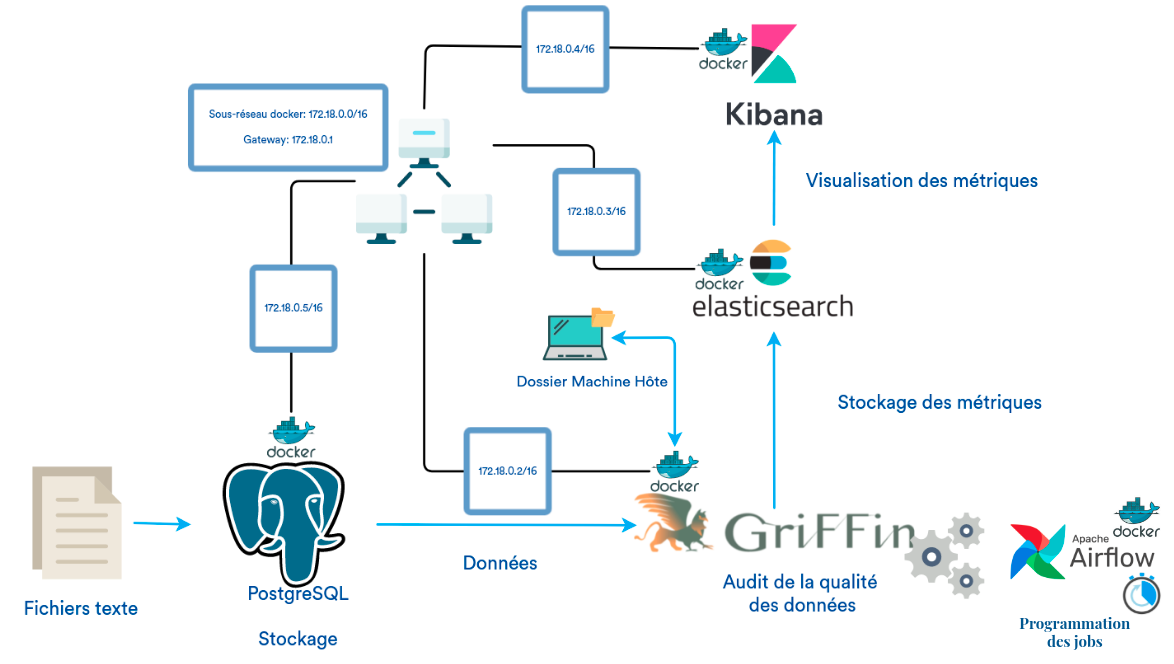 172.18.0.4/16
docker
Kibana
Sous-réseau docker: 172.18.0.0/16
Gateway: 172.18.0.1
Visualisation des métriques
172.18.0.3/16
docker
elasticsearch
172.18.0.5/16
Dossier Machine Hôte
Stockage des métriques
docker
172.18.0.2/16
docker
GriFFin
docker
Apache
Airflow
Données
Audit de la qualité
des données
PostgreSQL
Fichiers texte
Stockage
Programmation
des jobs